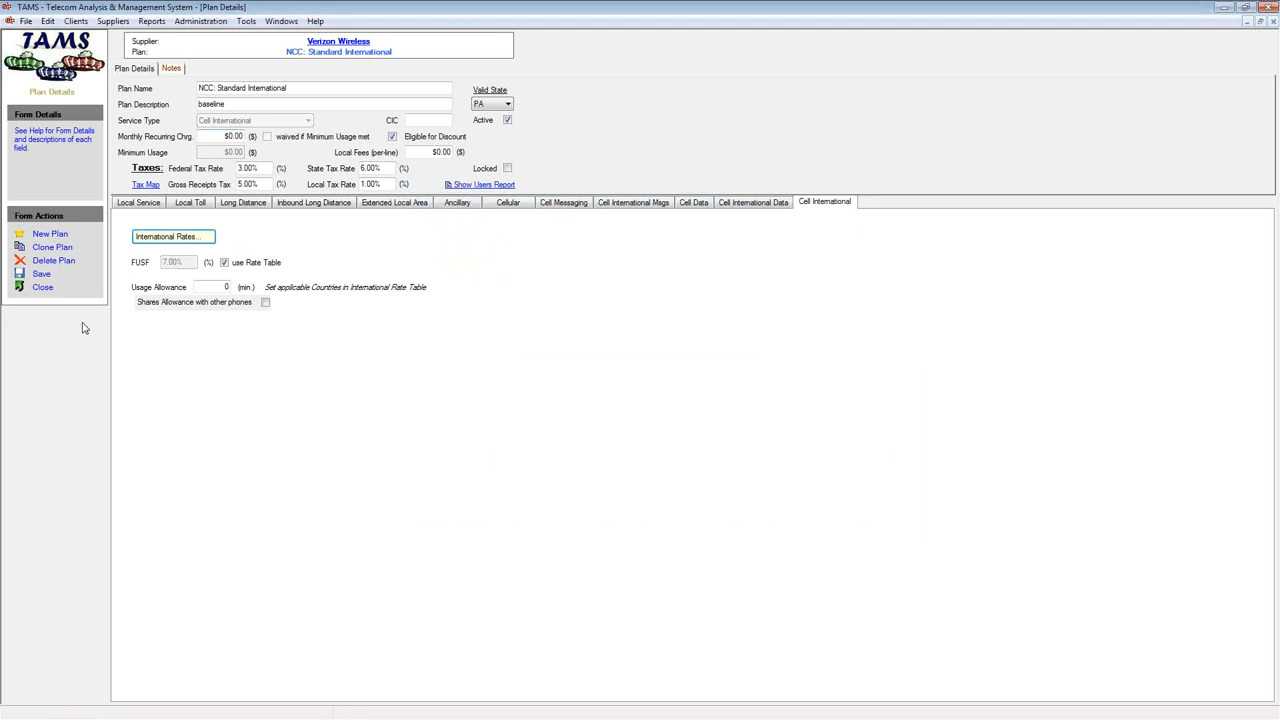 TAMS - Telecom Analysis & Management System - [Plan Details]
File Edit Clients Suppliers Reports Administration Tools Windows Help
TAMS
Plan Details
Form Details
See Help for Form Details
and descriptions of each
field.
Form Actions
New Plan
Clone Plan
Delete Plan
Save
Close
Supplier: Verizon Wireless
Plan: NCC: Standard International
Plan Details Notes
Plan Name NCC: Standard International Valid State
Plan Description baseline PA
Service Type Cell International CIC Active
Monthly Recurring Chrg. $0.00 ($) waived if Minimum Usage met Eligible for Discount
Minimum Usage $0.00 ($) Local Fees (per-line) $0.00 ($)
Taxes: Federal Tax Rate 3.00% (%) State Tax Rate 6.00% (%) Locked
Tax Map Gross Receipts Tax 5.00% (%) Local Tax Rate 1.00% (%) Show Users Report
Local Service Local Toll Long Distance Inbound Long Distance Extended Local Area Ancillary Cellular Cell Messaging Cell International Msgs Cell Data Cell International Data Cell International
International Rates...
FUSF 7.00% (%) use Rate Table
Usage Allowance 0 (min.) Set applicable Countries in International Rate Table
Shares Allowance with other phones